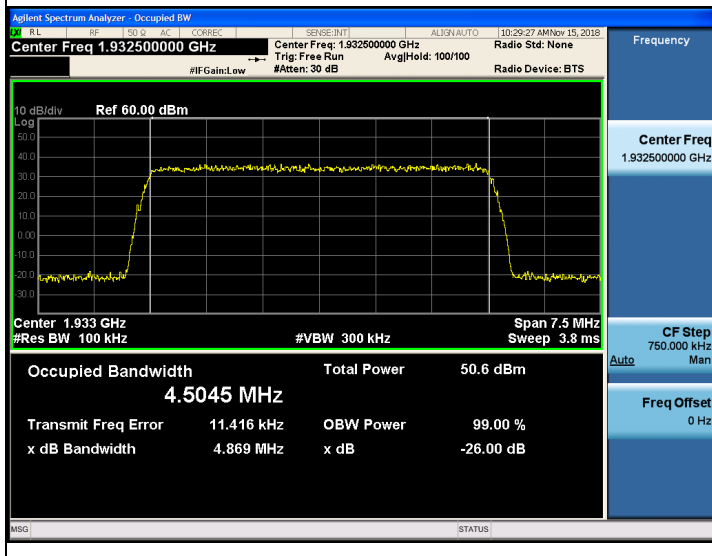 Agilent Spectrum Analyzer - Occupied BW
LXI RL RF 50 Ω AC CORREC SENSE:INT ALIGN AUTO 10:29:27 AM Nov 15, 2018
Center Freq 1.932500000 GHz
Center Freq: 1.932500000 GHz Radio Std: None
Trig: Free Run Avg|Hold: 100/100
#IFGain:Low #Atten: 30 dB Radio Device: BTS
10 dB/div Ref 60.00 dBm
Log
50.0
40.0
30.0
20.0
10.0
0.00
-10.0
-20.0
-30.0
Center 1.933 GHz Span 7.5 MHz
#Res BW 100 kHz #VBW 300 kHz Sweep 3.8 ms
Occupied Bandwidth Total Power 50.6 dBm
4.5045 MHz
Transmit Freq Error 11.416 kHz OBW Power 99.00 %
x dB Bandwidth 4.869 MHz x dB -26.00 dB
MSG STATUS
Frequency
Center Freq
1.932500000 GHz
CF Step
750.000 kHz
Auto Man
Freq Offset
0 Hz